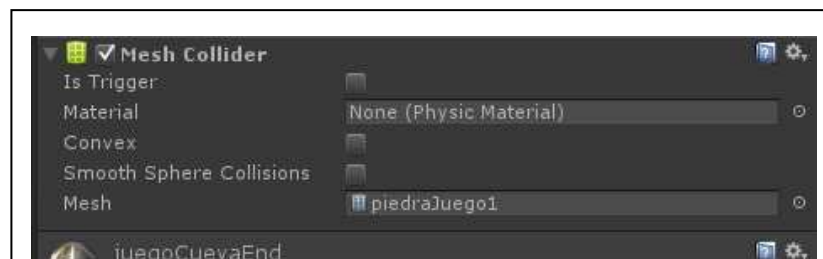 Mesh Collider
Is Trigger
Material None (Physic Material)
Convex
Smooth Sphere Collisions
Mesh piedraJuego1
juegoCuevaEnd